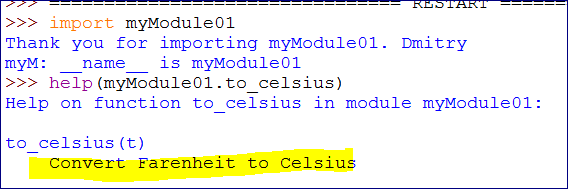 >>> ================================ RESTART =======
>>> import myModule01
Thank you for importing myModule01. Dmitry
myM: __name__ is myModule01
>>> help(myModule01.to_celsius)
Help on function to_celsius in module myModule01:
to_celsius(t)
Convert Farenheit to Celsius